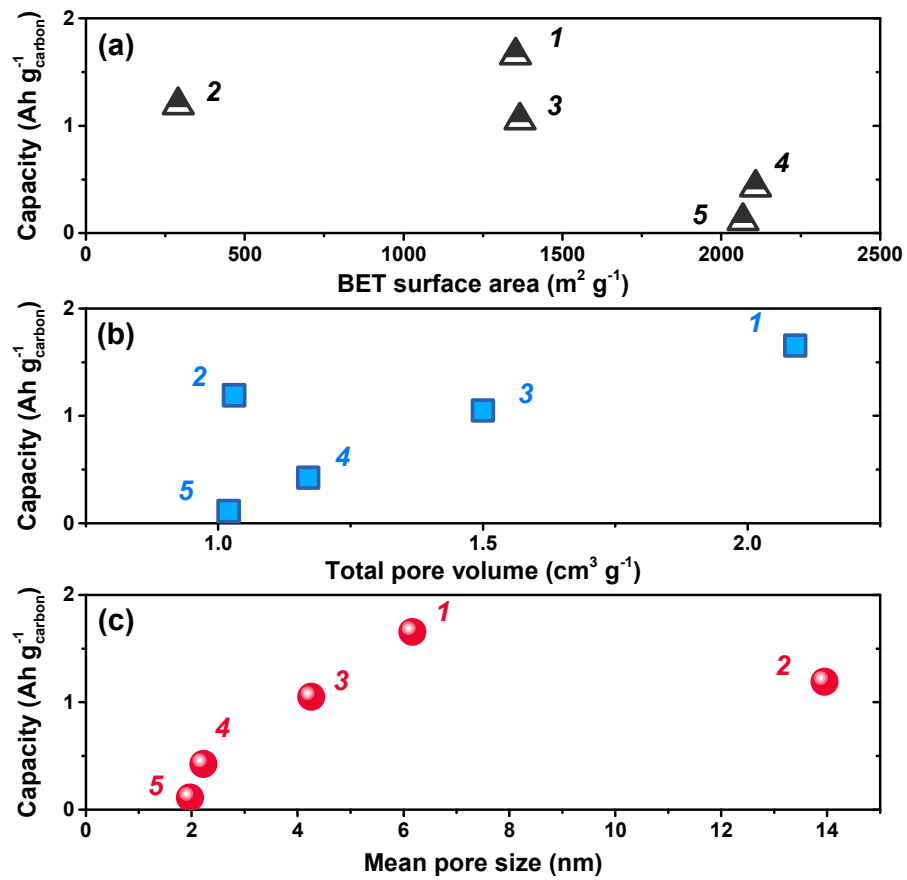 (a)
Capacity (Ah g⁻¹carbon)
2
1
0
1
2
3
4
5
0 500 1000 1500 2000 2500
BET surface area (m² g⁻¹)
(b)
Capacity (Ah g⁻¹carbon)
2
1
0
1
2
3
4
5
1.0 1.5 2.0
Total pore volume (cm³ g⁻¹)
(c)
Capacity (Ah g⁻¹carbon)
2
1
0
1
2
3
4
5
0 2 4 6 8 10 12 14
Mean pore size (nm)